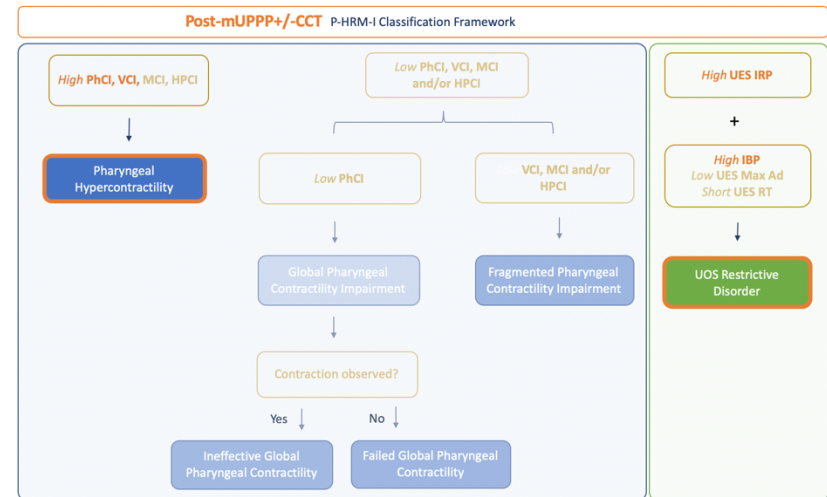 Post-mUPPP+/-CCT P-HRM-I Classification Framework
High PhCI, VCI, MCI, HPCI
Pharyngeal
Hypercontractility
Low PhCI, VCI, MCI
and/or HPCI
Low PhCI
Global Pharyngeal
Contractility Impairment
Contraction observed?
Yes
No
Ineffective Global
Pharyngeal Contractility
Failed Global Pharyngeal
Contractility
VCI, MCI and/or
HPCI
Fragmented Pharyngeal
Contractility Impairment
High UES IRP
+
High IBP
Low UES Max Ad
Short UES RT
UOS Restrictive
Disorder